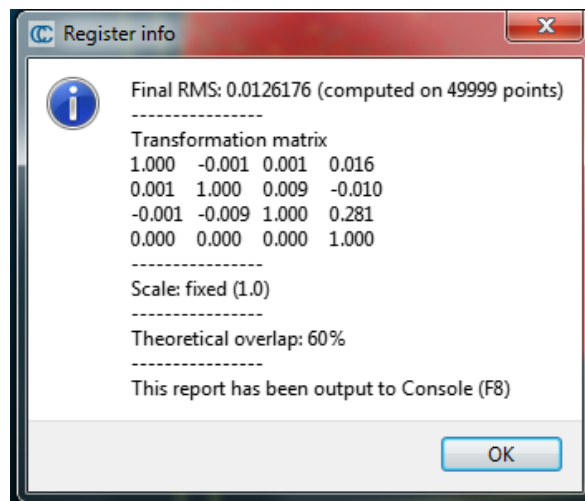 Register info
Final RMS: 0.0126176 (computed on 49999 points)
----------------
Transformation matrix
1.000 -0.001 0.001 0.016
0.001 1.000 0.009 -0.010
-0.001 -0.009 1.000 0.281
0.000 0.000 0.000 1.000
----------------
Scale: fixed (1.0)
----------------
Theoretical overlap: 60%
----------------
This report has been output to Console (F8)
OK